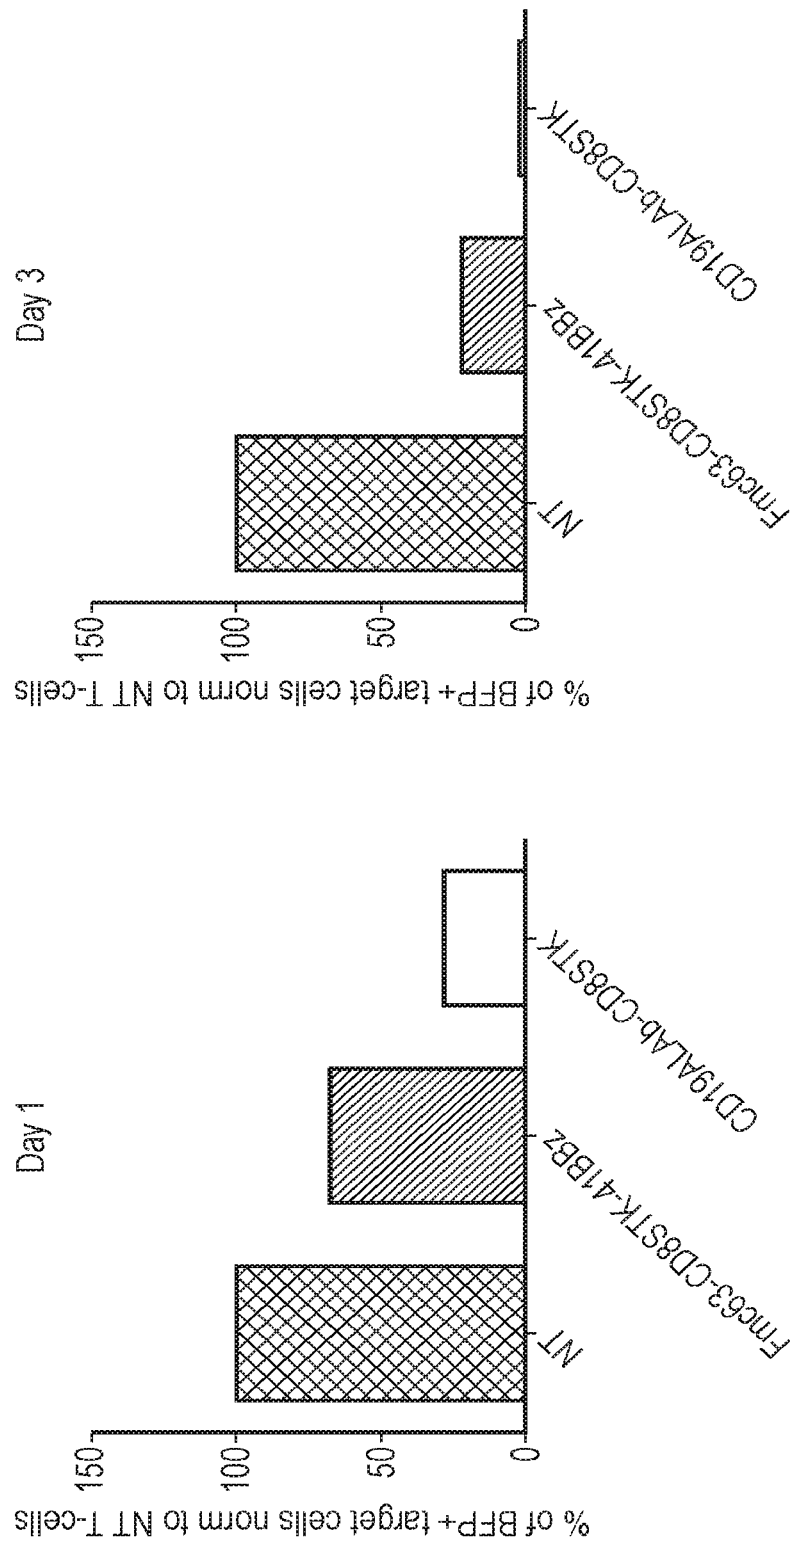 Day 1
% of BFP+ target cells norm to NT T-cells
150
100
50
0
NT
Fmc63-CD8STK-41BBz
CD19ALAb-CD8STK
Day 3
% of BFP+ target cells norm to NT T-cells
150
100
50
0
NT
Fmc63-CD8STK-41BBz
CD19ALAb-CD8STK